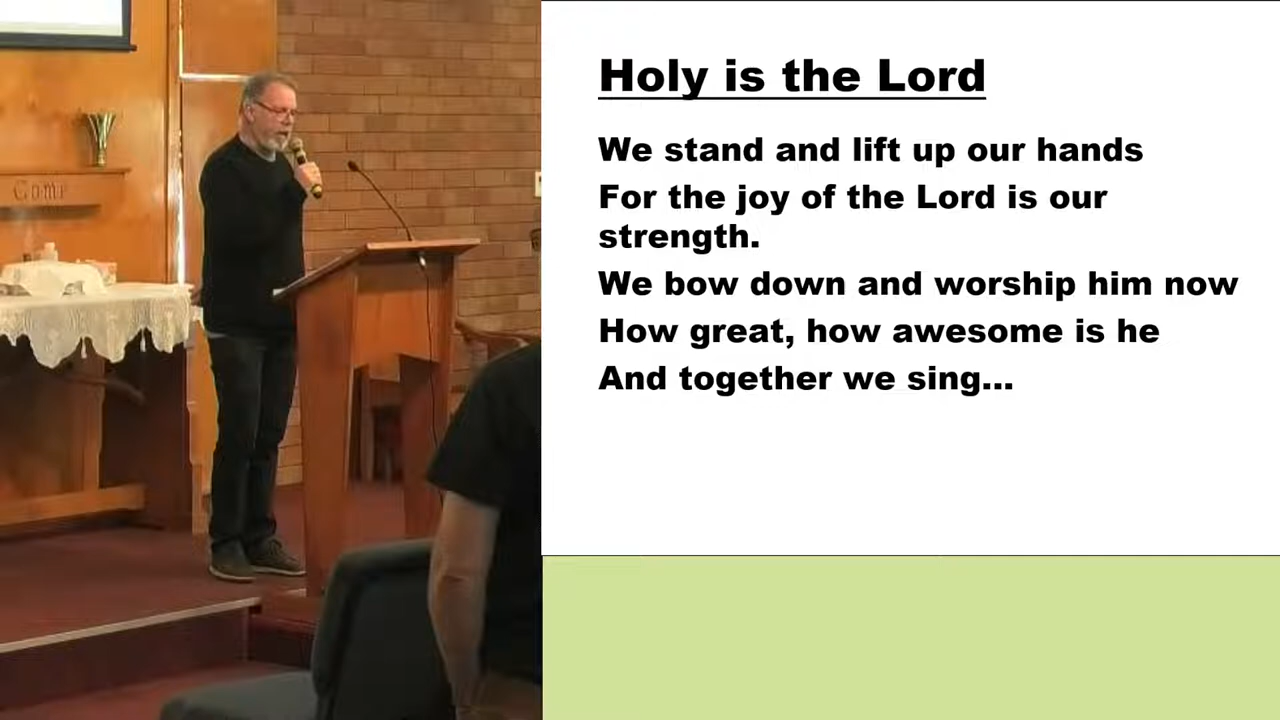 Come
Holy is the Lord
We stand and lift up our hands
For the joy of the Lord is our
strength.
We bow down and worship him now
How great, how awesome is he
And together we sing...